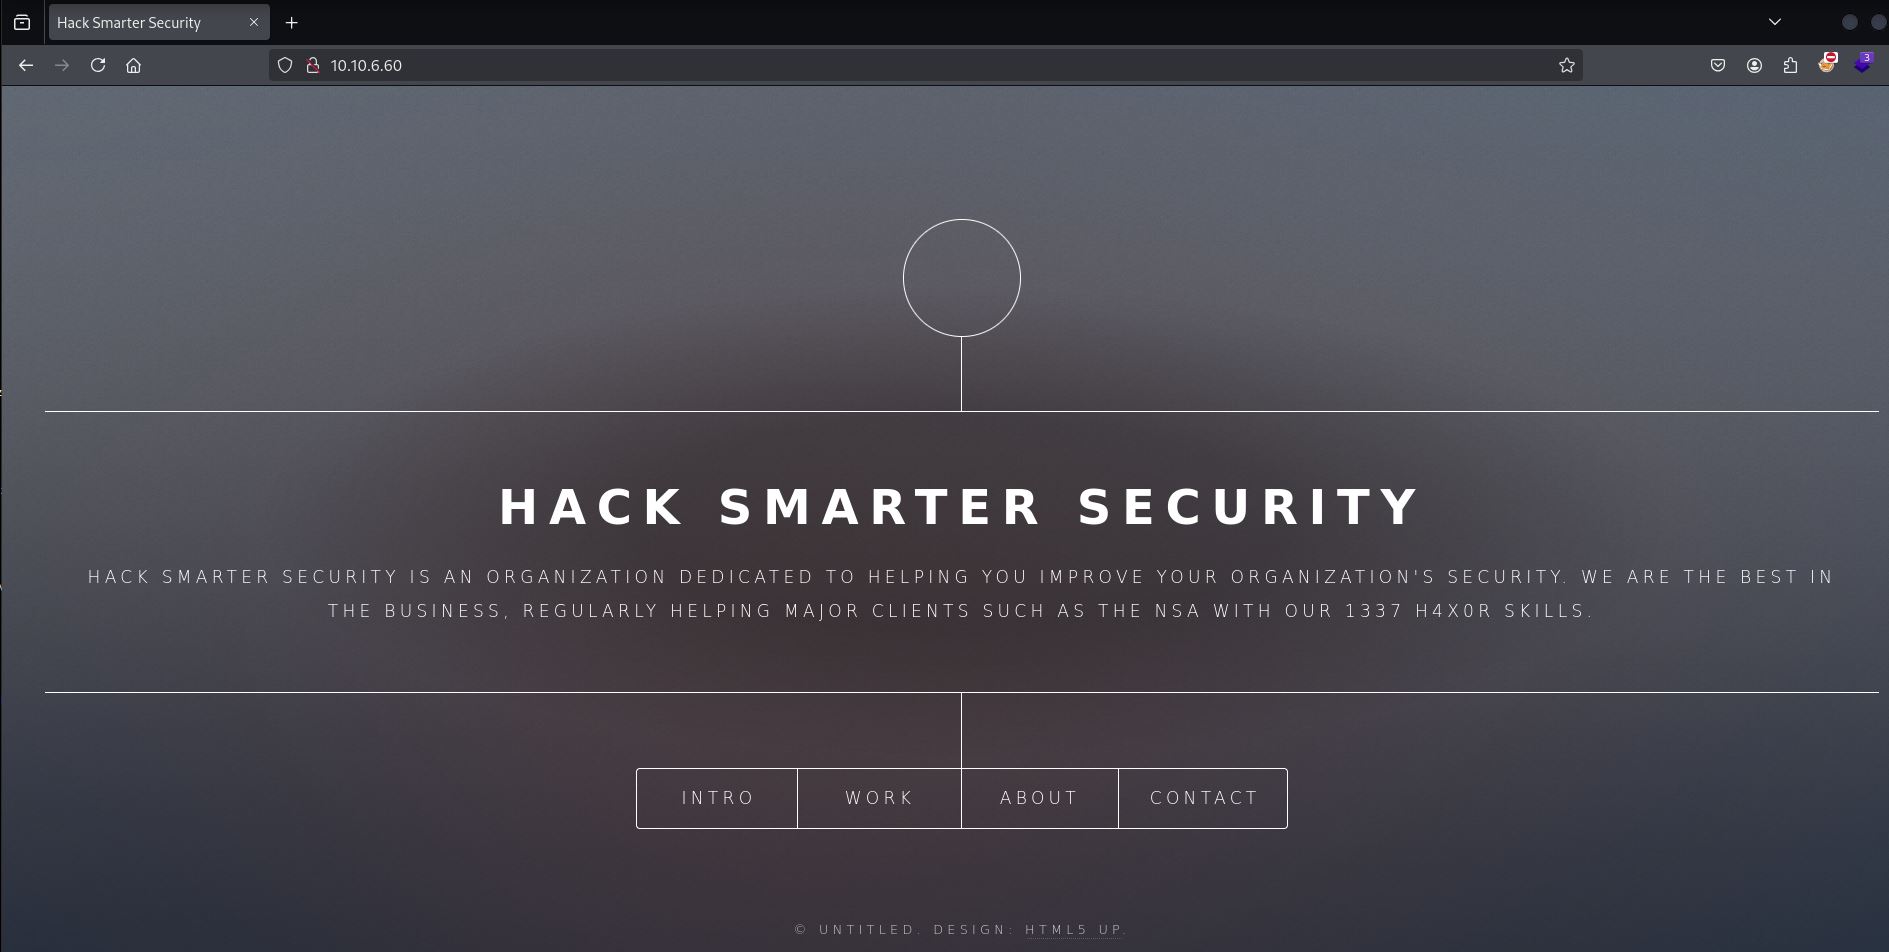 Hack Smarter Security
10.10.6.60
3
HACK SMARTER SECURITY
HACK SMARTER SECURITY IS AN ORGANIZATION DEDICATED TO HELPING YOU IMPROVE YOUR ORGANIZATION'S SECURITY. WE ARE THE BEST IN
THE BUSINESS, REGULARLY HELPING MAJOR CLIENTS SUCH AS THE NSA WITH OUR 1337 H4X0R SKILLS.
INTRO WORK ABOUT CONTACT
© UNTITLED. DESIGN: HTML5 UP.